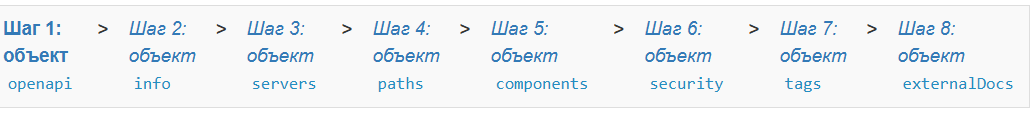 Шаг 1: > Шаг 2: > Шаг 3: > Шаг 4: > Шаг 5: > Шаг 6: > Шаг 7: > Шаг 8:
объект объект объект объект объект объект объект объект
openapi info servers paths components security tags externalDocs